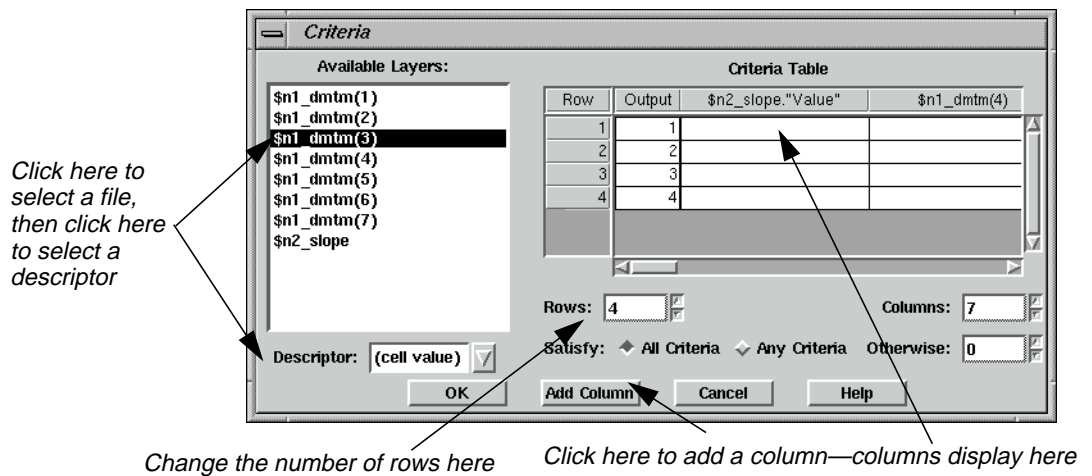 Criteria
Available Layers:
$n1_dmtm(1)
$n1_dmtm(2)
$n1_dmtm(3)
$n1_dmtm(4)
$n1_dmtm(5)
$n1_dmtm(6)
$n1_dmtm(7)
$n2_slope
Descriptor: (cell value)
Criteria Table
Row Output $n2_slope."Value" $n1_dmtm(4)
1 1
2 2
3 3
4 4
Rows: 4 Columns: 7
Satisfy: All Criteria Any Criteria Otherwise: 0
OK Add Column Cancel Help
Click here to
select a file,
then click here
to select a
descriptor
Change the number of rows here
Click here to add a column—columns display here